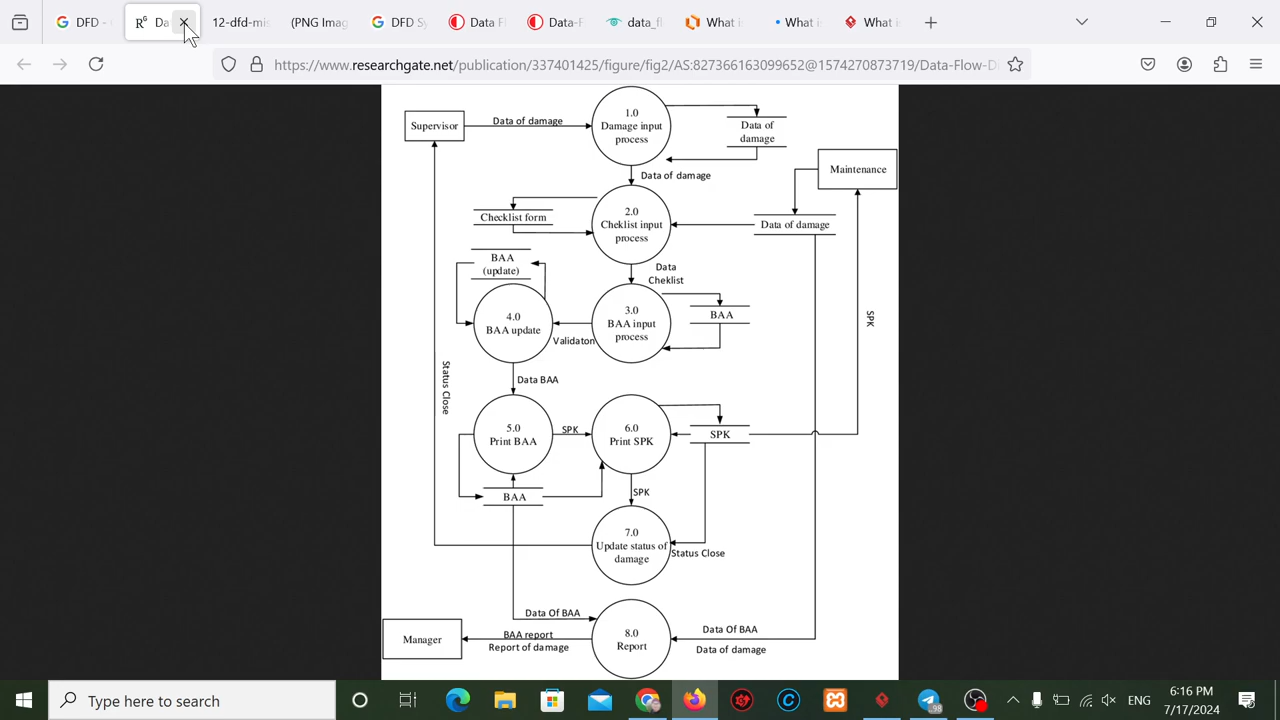 DFD -
R⁶ Da
12-dfd-mis
(PNG Imag
DFD Sy
Data F
Data-F
data_fl
What i
What i
What i
https://www.researchgate.net/publication/337401425/figure/fig2/AS:827366163099652@1574270873719/Data-Flow-D
Supervisor
Data of damage
1.0
Damage input
process
Data of
damage
Data of damage
Maintenance
Checklist form
2.0
Cheklist input
process
Data of damage
BAA
(update)
Data
Cheklist
4.0
BAA update
Validaton
3.0
BAA input
process
BAA
SPK
Status Close
Data BAA
5.0
Print BAA
SPK
6.0
Print SPK
SPK
BAA
SPK
7.0
Update status of
damage
Status Close
Data Of BAA
Manager
BAA report
Report of damage
8.0
Report
Data Of BAA
Data of damage
Type here to search
98
ENG
6:16 PM
7/17/2024